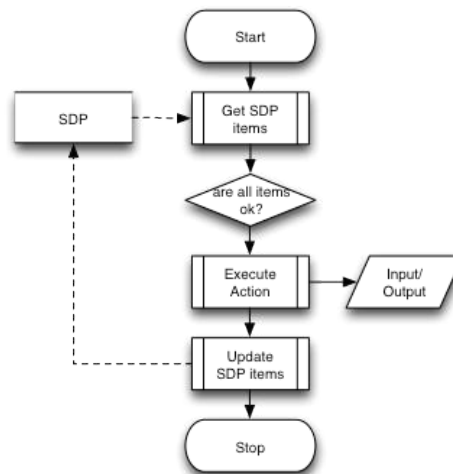 Start
SDP
Get SDP
items
are all items
ok?
Execute
Action
Input/
Output
Update
SDP items
Stop